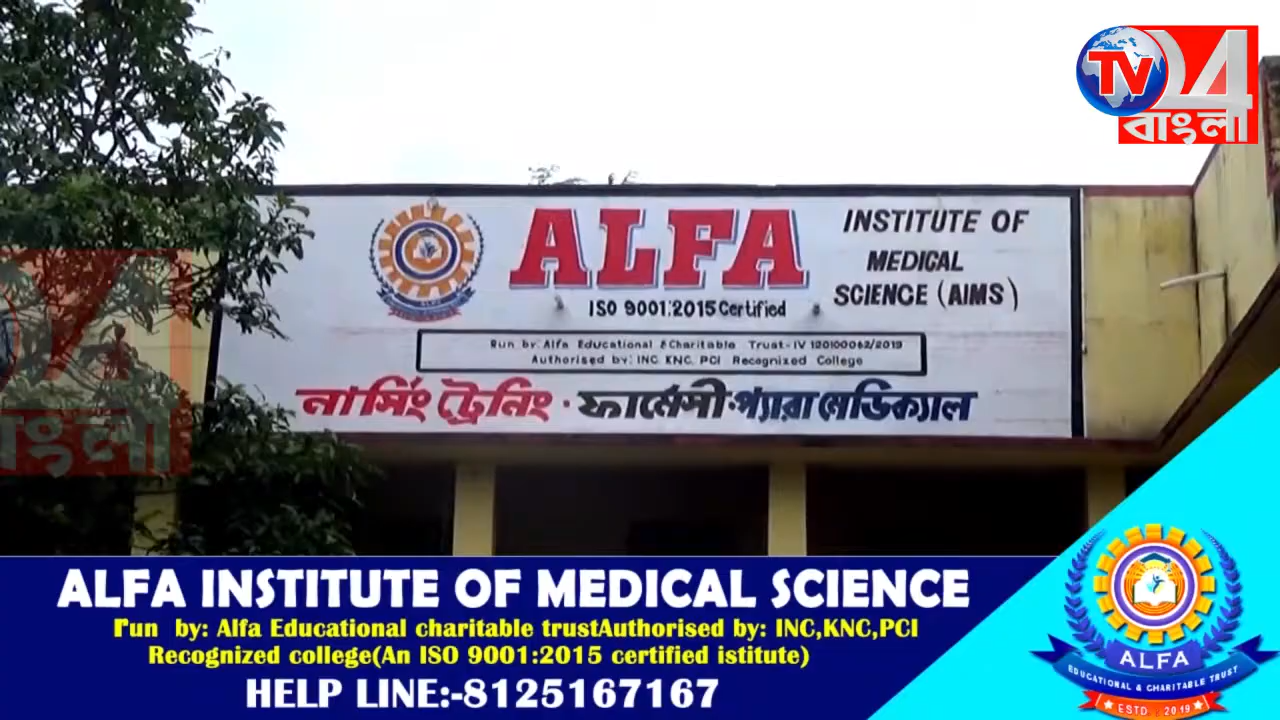 TV 24
বাংলা
ALFA
INSTITUTE OF
MEDICAL
SCIENCE (AIMS)
ISO 9001:2015 Certified
Run by: Alfa Educational & Charitable Trust-IV 120100062/2019
Authorised by: INC, KNC, PCI Recognized College
ALFA
নার্সিং ট্রেনিং · ফার্মেসী · প্যারামেডিক্যাল
বাংলা
ALFA INSTITUTE OF MEDICAL SCIENCE
run by: Alfa Educational charitable trustAuthorised by: INC,KNC,PCI
Recognized college(An ISO 9001:2015 certified istitute)
HELP LINE:-8125167167
ALFA
EDUCATIONAL & CHARITABLE TRUST
ESTD : 2019